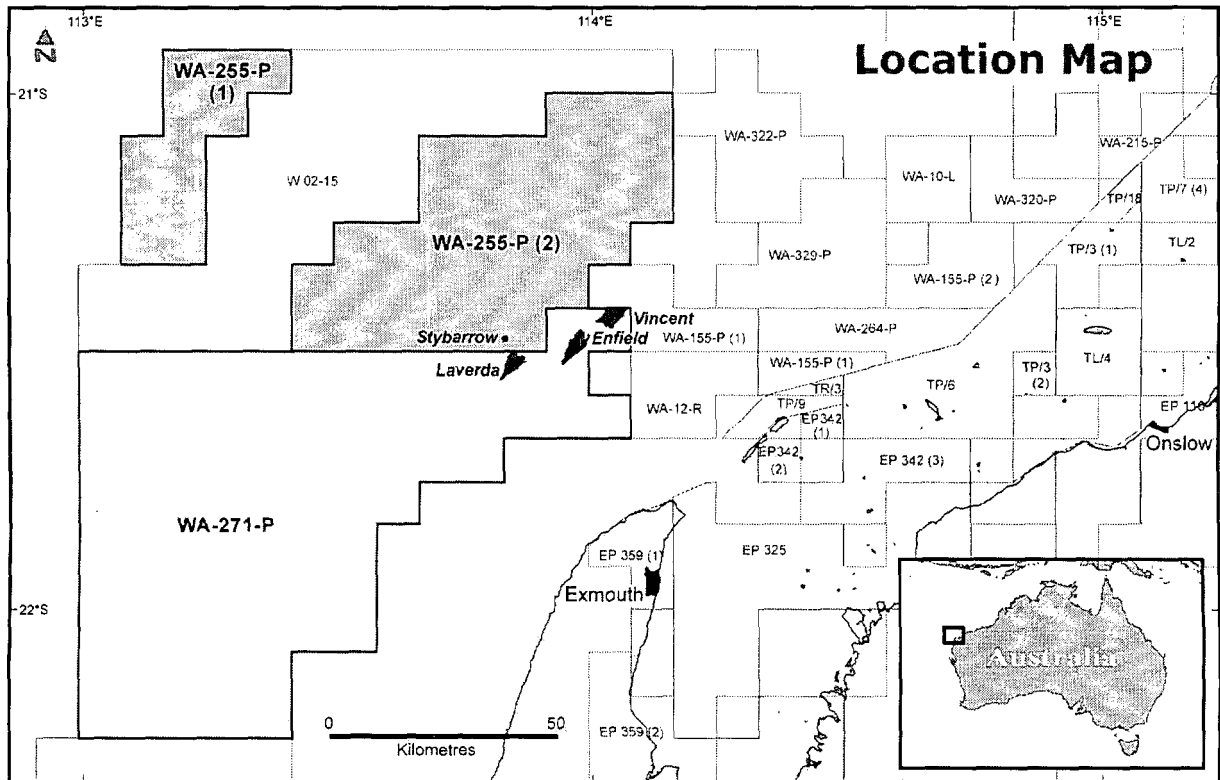 113°E
114°E
115°E
N
Location Map
21°S
22°S
WA-255-P
(1)
W 02-15
WA-322-P
WA-215-P
WA-10-L
TP/7 (4)
WA-320-P
TP/18
WA-255-P (2)
WA-329-P
TP/3
(1)
TL/2
WA-155-P (2)
Vincent
Stybarrow
Enfield
WA-155-P (1)
WA-264-P
Laverda
WA-155-P (1)
TP/3
(2)
TL/4
TR/3
TP/6
TP/9
WA-12-R
EP342
(1)
EP 110
Onslow
EP 342
(2)
EP 342 (3)
WA-271-P
EP 359 (1)
EP 325
Exmouth
Australia
0
50
Kilometres
EP 359 (2)